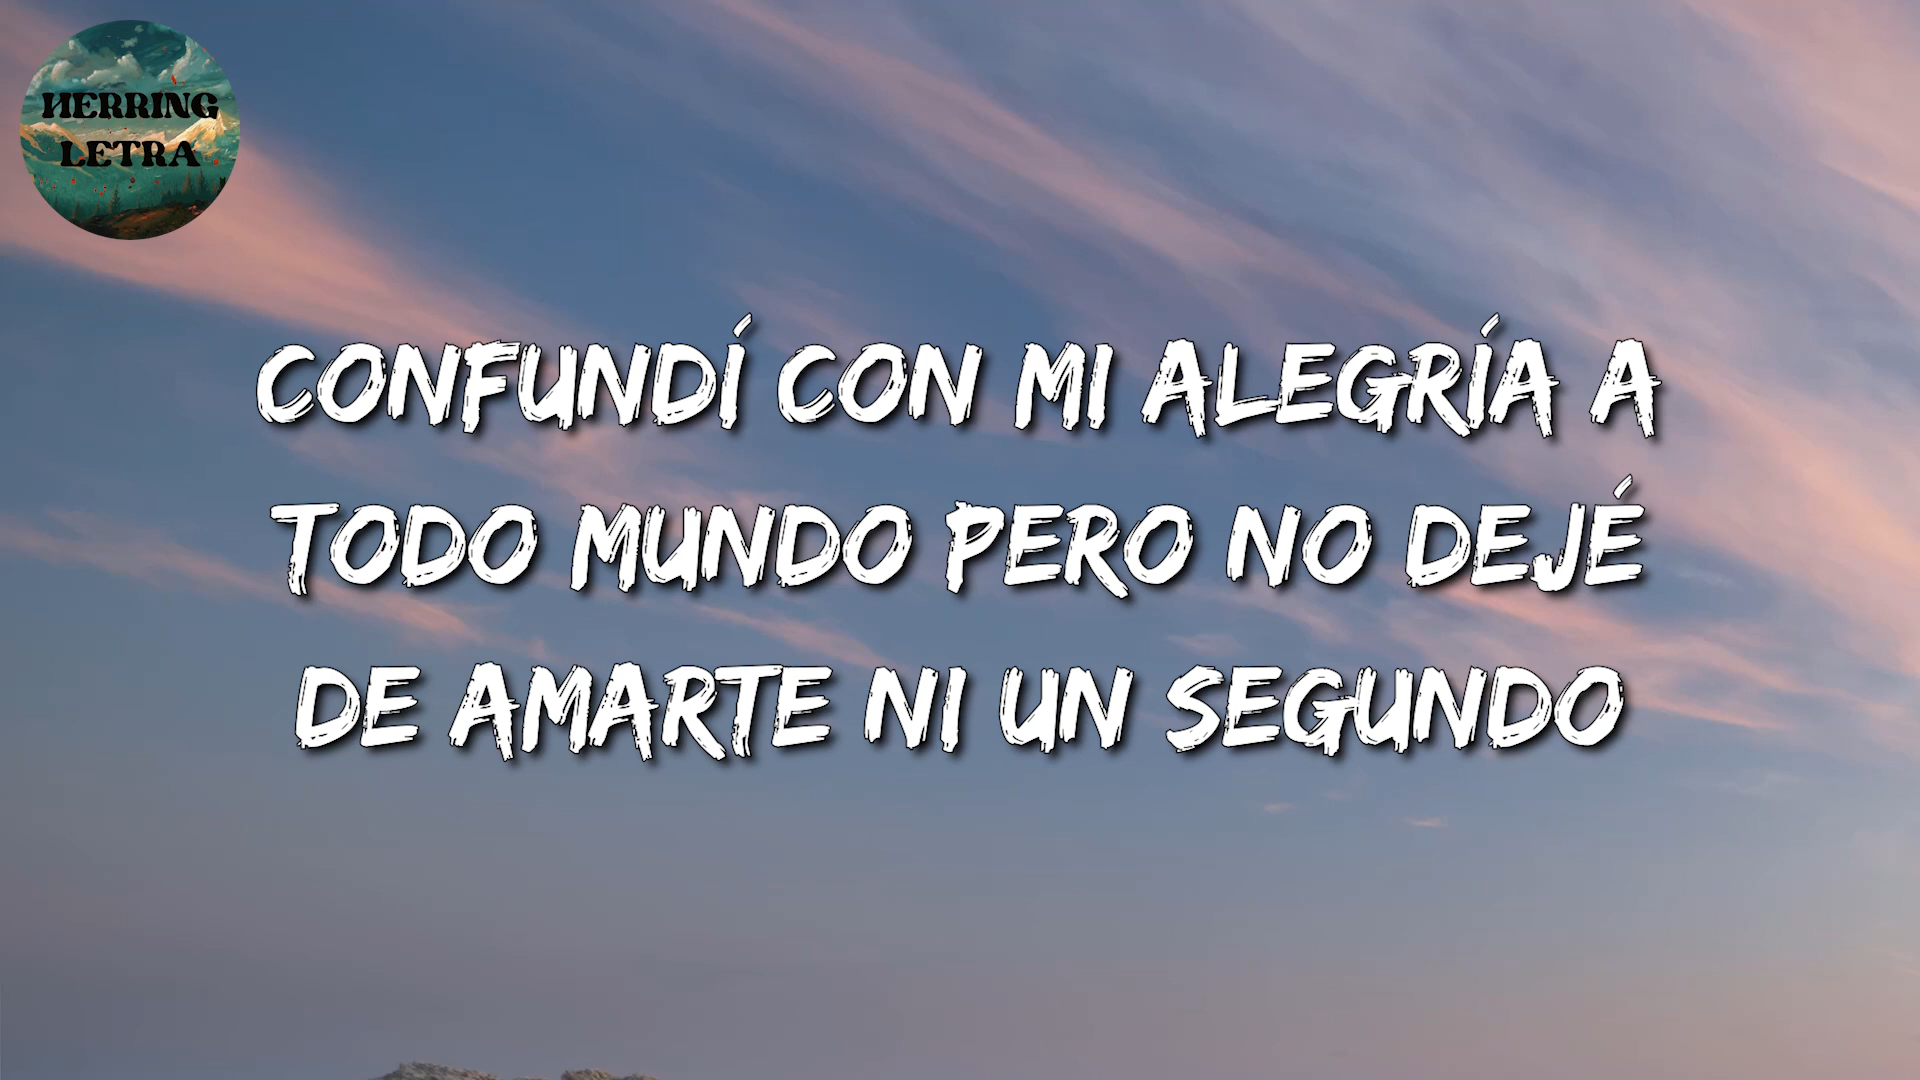 HERRING
LETRA
CONFUNDÍ CON MI ALEGRÍA A
TODO MUNDO PERO NO DEJÉ
DE AMARTE NI UN SEGUNDO